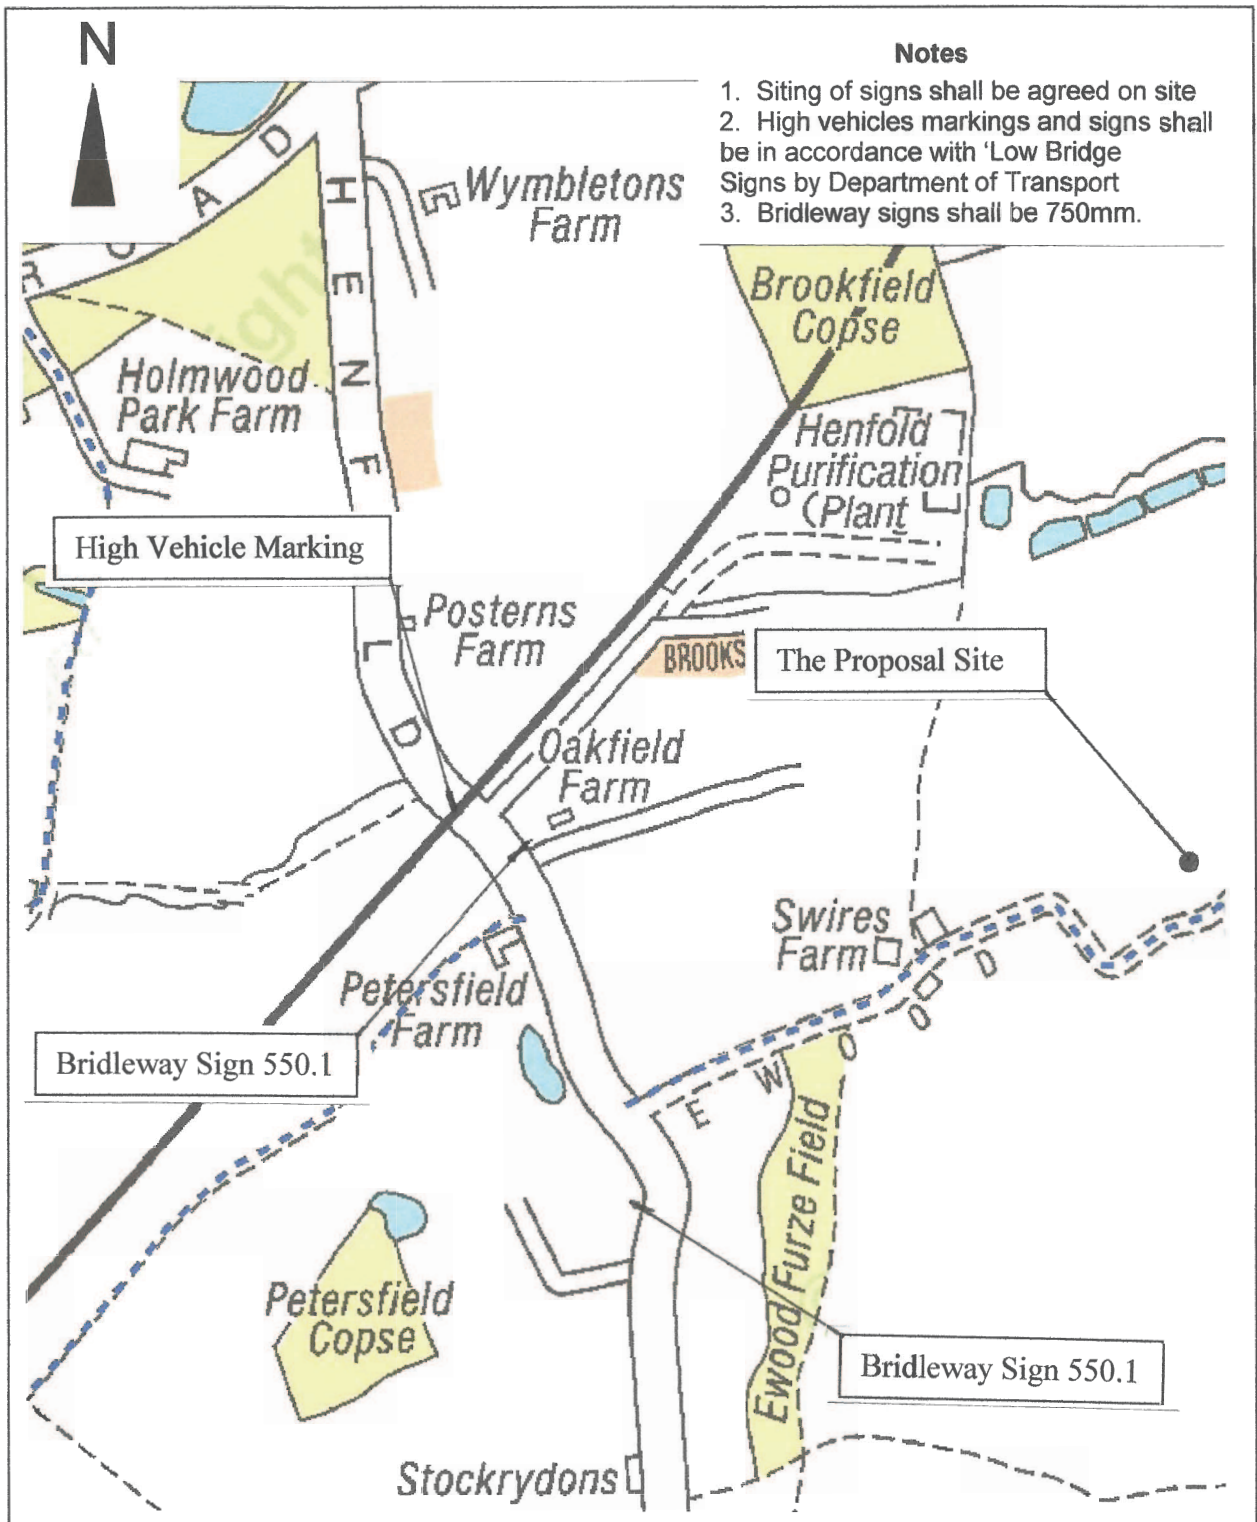 N
Notes
1. Siting of signs shall be agreed on site
2. High vehicles markings and signs shall
be in accordance with ‘Low Bridge
Signs by Department of Transport
3. Bridleway signs shall be 750mm.
R O A D
HENF
Wymbletons
Farm
Brookfield
Copse
Holmwood
Park Farm
Henfold
Purification
Plant
High Vehicle Marking
Posterns
Farm
L D
BROOKS
The Proposal Site
Oakfield
Farm
L
Swires
Farm
Petersfield
Farm
Bridleway Sign 550.1
E W O O D
Ewood Furze Field
Petersfield
Copse
Bridleway Sign 550.1
Stockrydons